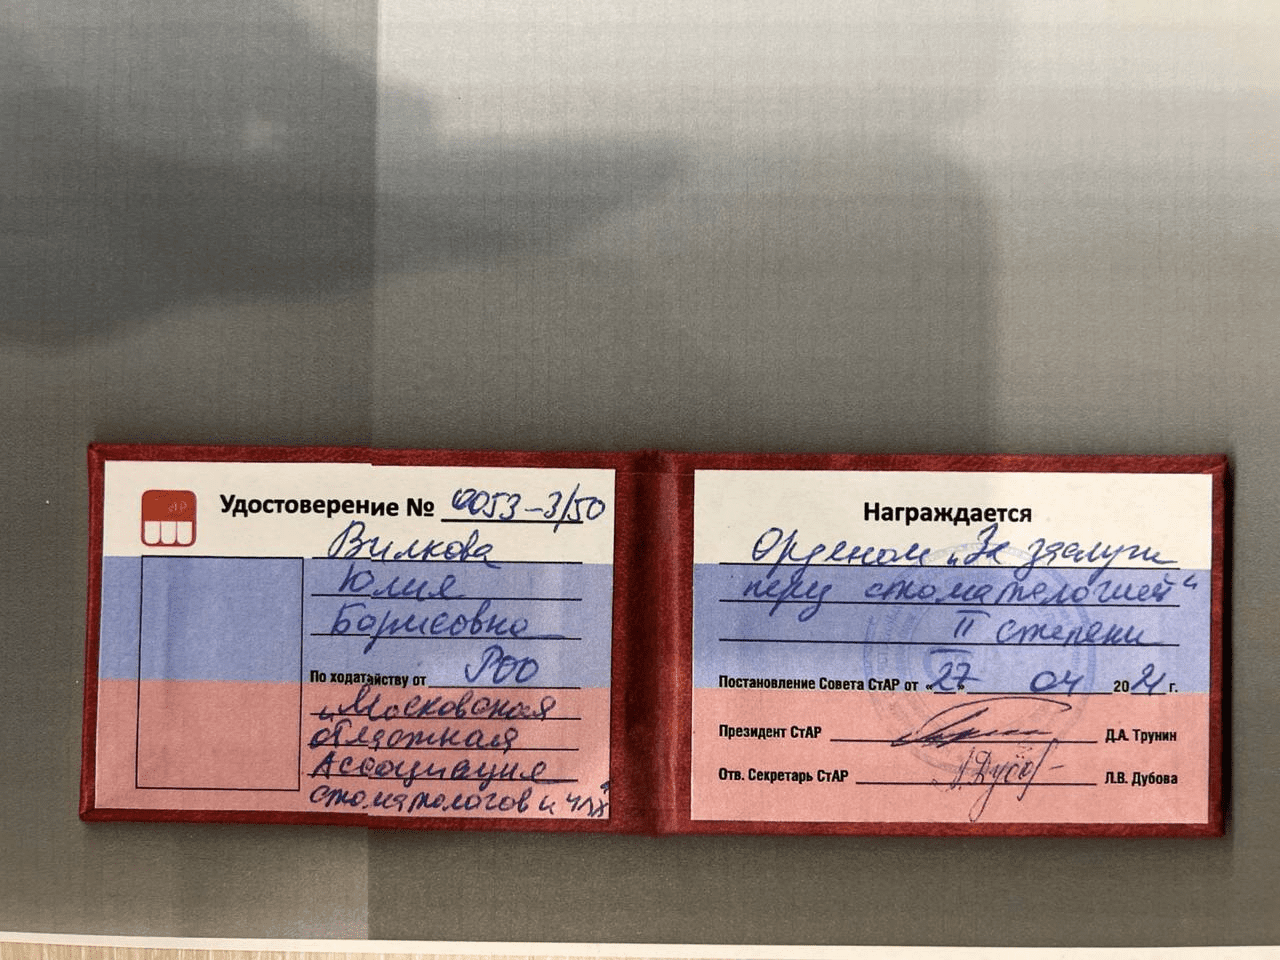 Удостоверение № 0053-3/50
Вилкова
Юлия
Борисовна
По ходатайству от РОО
„Московская
областная
Ассоциация
стоматологов и ЧЛХ"
Награждается
Орденом „За заслуги
перед стоматологией"
II степени
Постановление Совета СтАР от «27» 04 2021 г.
Президент СтАР Д.А. Трунин
Отв. Секретарь СтАР Л.В. Дубова